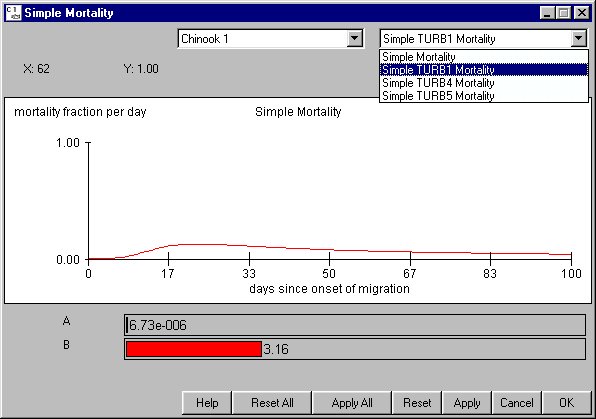 Simple Mortality
Chinook 1
Simple TURB1 Mortality
X: 62 Y: 1.00
Simple Mortality
Simple TURB1 Mortality
Simple TURB4 Mortality
Simple TURB5 Mortality
mortality fraction per day
Simple Mortality
1.00
0.00
0 17 33 50 67 83 100
days since onset of migration
A 6.73e-006
B 3.16
Help Reset All Apply All Reset Apply Cancel OK